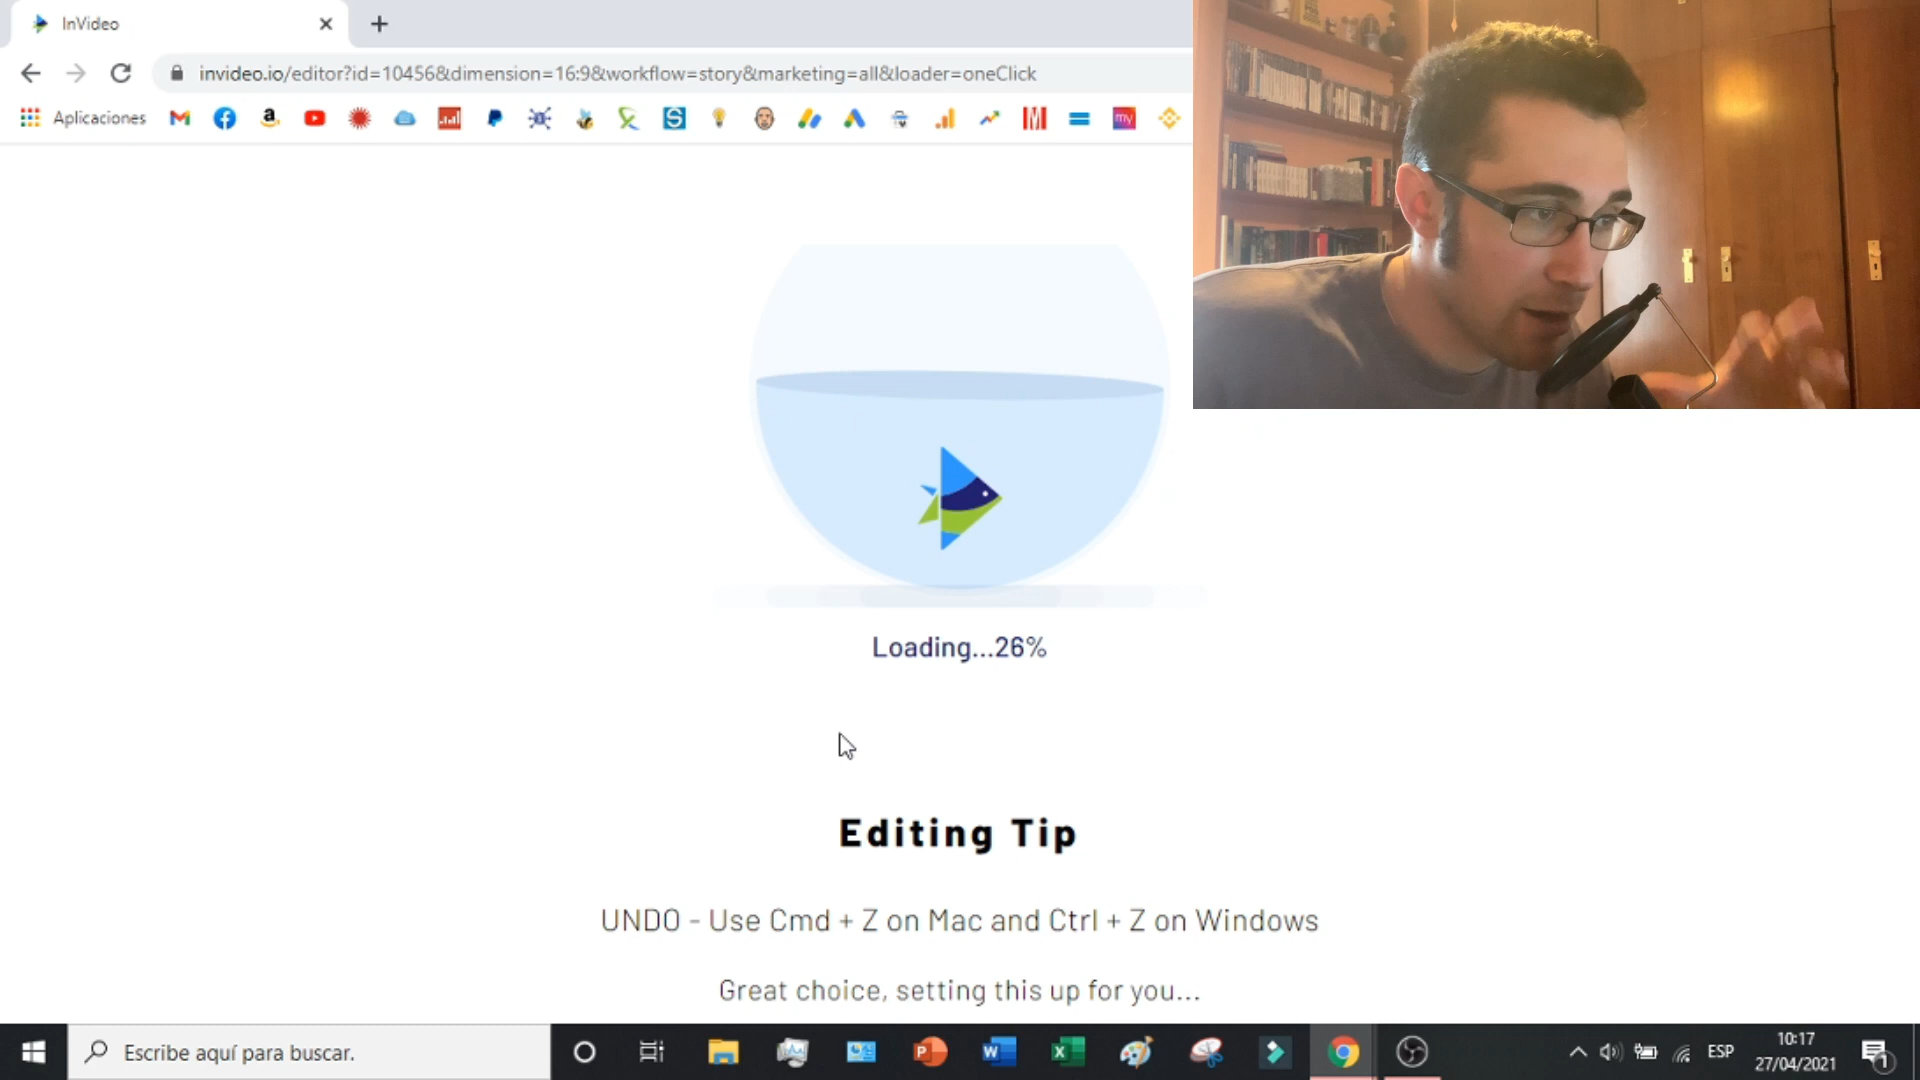 InVideo
invideo.io/editor?id=10456&dimension=16:9&workflow=story&marketing=all&loader=oneClick
Aplicaciones
my
Loading...26%
Editing Tip
UNDO - Use Cmd + Z on Mac and Ctrl + Z on Windows
Great choice, setting this up for you...
Escribe aquí para buscar.
ESP
10:17
27/04/2021
1